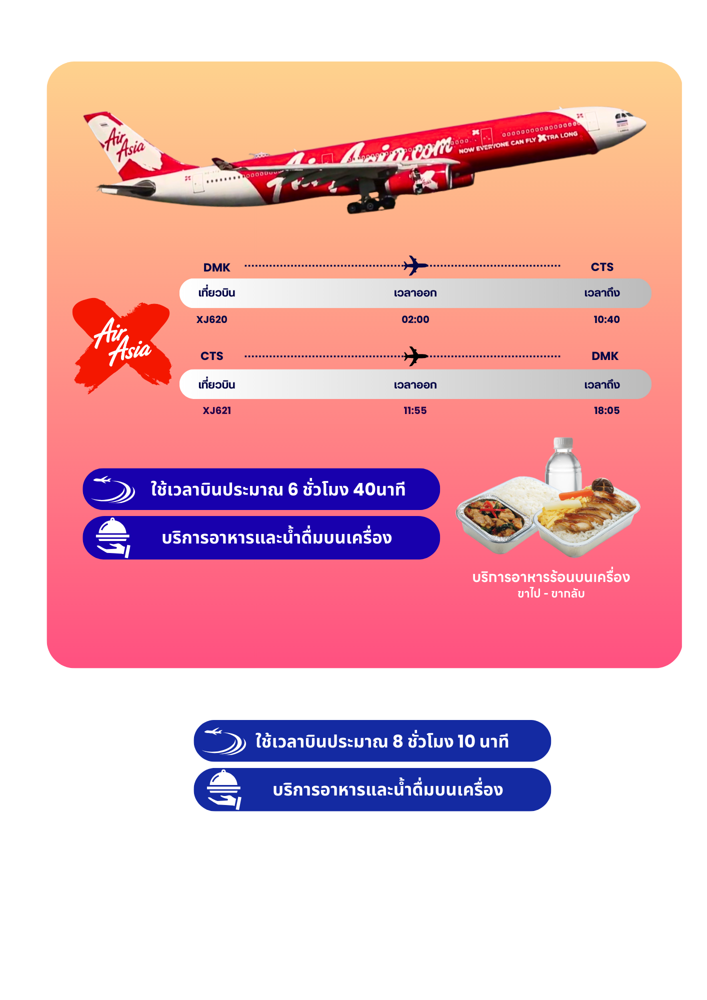 Air
Asia
AirAsia.com
NOW EVERYONE CAN FLY XTRA LONG
DMK
CTS
เที่ยวบิน เวลาออก เวลาถึง
XJ620 02:00 10:40
Air
Asia
CTS
DMK
เที่ยวบิน เวลาออก เวลาถึง
XJ621 11:55 18:05
ใช้เวลาบินประมาณ 6 ชั่วโมง 40นาที
บริการอาหารและน้ำดื่มบนเครื่อง
บริการอาหารร้อนบนเครื่อง
ขาไป - ขากลับ
ใช้เวลาบินประมาณ 8 ชั่วโมง 10 นาที
บริการอาหารและน้ำดื่มบนเครื่อง